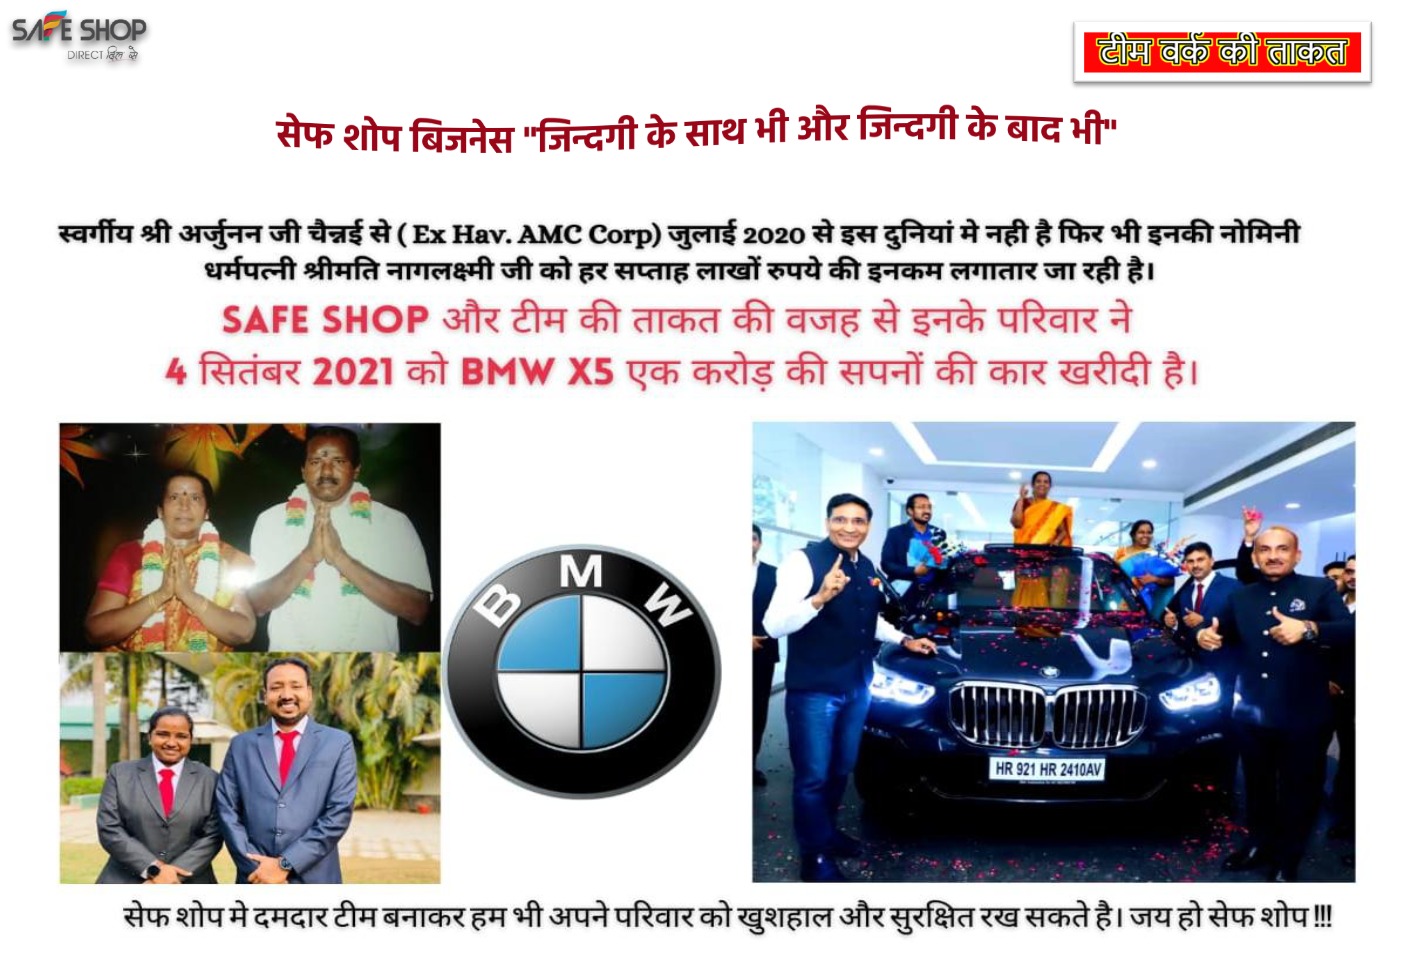 SAFE SHOP
DIRECT दिल से
टीम वर्क की ताकत
सेफ शोप बिजनेस "जिन्दगी के साथ भी और जिन्दगी के बाद भी"
स्वर्गीय श्री अर्जुनन जी चैन्नई से ( Ex Hav. AMC Corp) जुलाई 2020 से इस दुनियां मे नही है फिर भी इनकी नोमिनी
धर्मपत्नी श्रीमति नागलक्ष्मी जी को हर सप्ताह लाखों रुपये की इनकम लगातार जा रही है।
SAFE SHOP और टीम की ताकत की वजह से इनके परिवार ने
4 सितंबर 2021 को BMW X5 एक करोड़ की सपनों की कार खरीदी है।
BMW
HR 921 HR 2410AV
सेफ शोप मे दमदार टीम बनाकर हम भी अपने परिवार को खुशहाल और सुरक्षित रख सकते है। जय हो सेफ शोप !!!